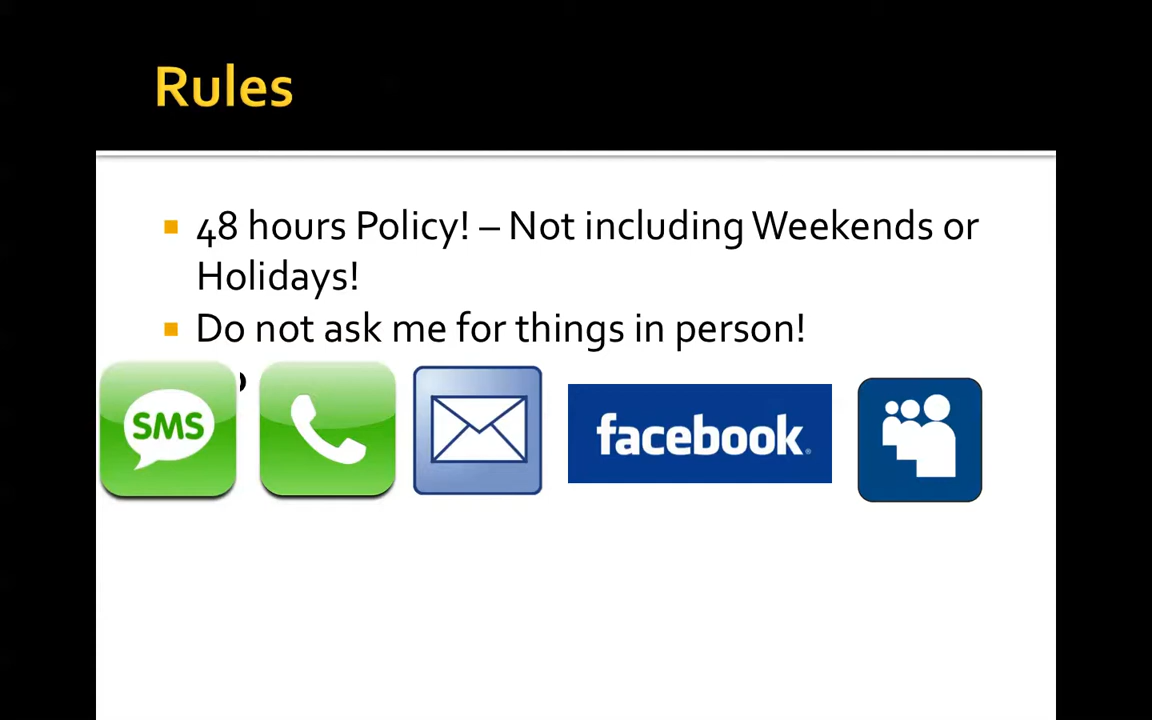 Rules
48 hours Policy! – Not including Weekends or
Holidays!
Do not ask me for things in person!
SMS
facebook.